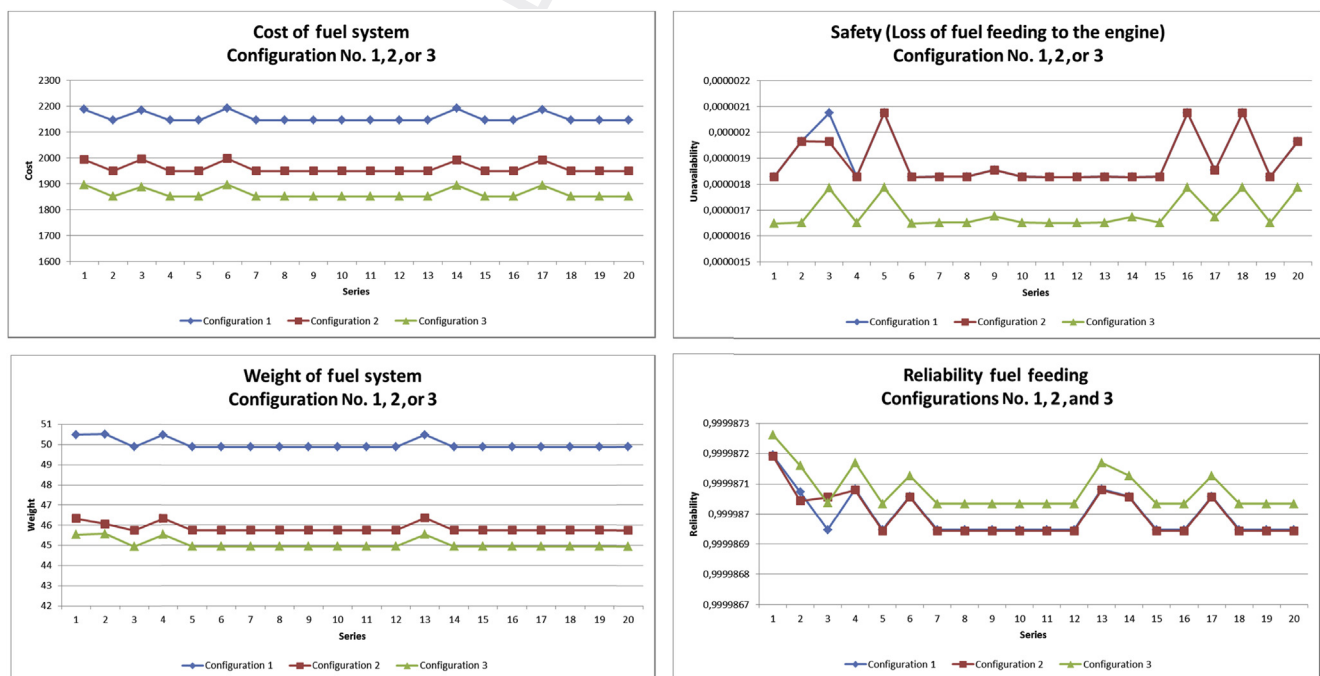 Cost of fuel system
Configuration No. 1, 2, or 3
2300
2200
2100
2000
1900
1800
1700
1600
Cost
1 2 3 4 5 6 7 8 9 10 11 12 13 14 15 16 17 18 19 20
Series
Configuration 1 Configuration 2 Configuration 3
Safety (Loss of fuel feeding to the engine)
Configuration No. 1, 2, or 3
0,0000022
0,0000021
0,000002
0,0000019
0,0000018
0,0000017
0,0000016
0,0000015
Unavailability
1 2 3 4 5 6 7 8 9 10 11 12 13 14 15 16 17 18 19 20
Series
Configuration 1 Configuration 2 Configuration 3
Weight of fuel system
Configuration No. 1, 2, or 3
51
50
49
48
47
46
45
44
43
42
Weight
1 2 3 4 5 6 7 8 9 10 11 12 13 14 15 16 17 18 19 20
Series
Configuration 1 Configuration 2 Configuration 3
Reliability fuel feeding
Configurations No. 1, 2, and 3
0,9999873
0,9999872
0,9999871
0,999987
0,9999869
0,9999868
0,9999867
Reliability
1 2 3 4 5 6 7 8 9 10 11 12 13 14 15 16 17 18 19 20
Series
Configuration 1 Configuration 2 Configuration 3